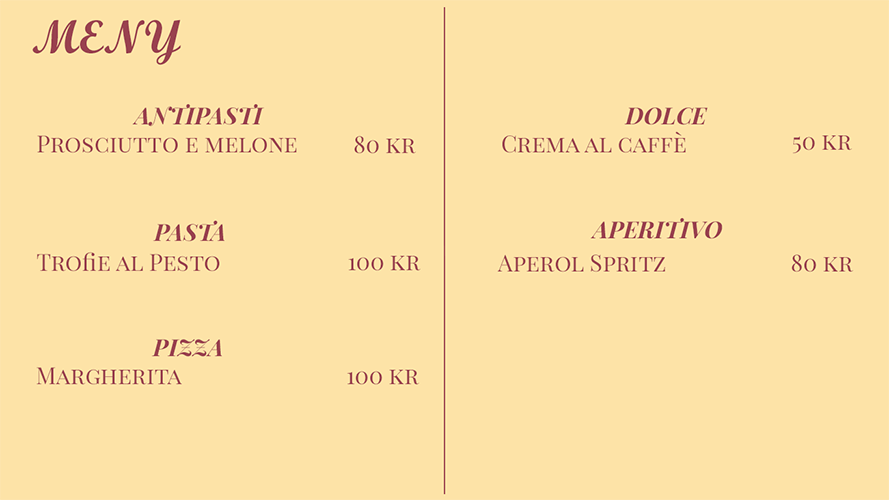 MENY
ANTIPASTI
PROSCIUTTO E MELONE 80 KR
PASTA
TROFIE AL PESTO 100 KR
PIZZA
MARGHERITA 100 KR
DOLCE
CREMA AL CAFFÈ 50 KR
APERITIVO
APEROL SPRITZ 80 KR